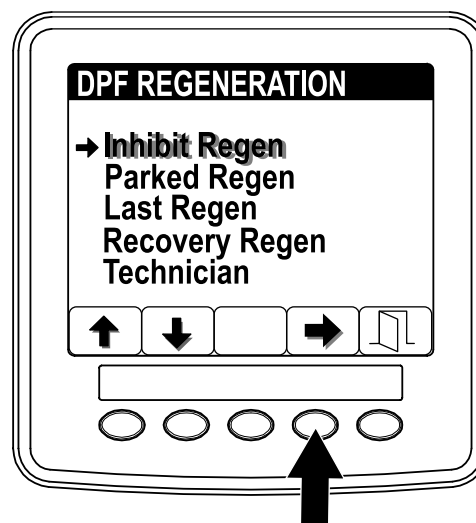 DPF REGENERATION
Inhibit Regen
Parked Regen
Last Regen
Recovery Regen
Technician